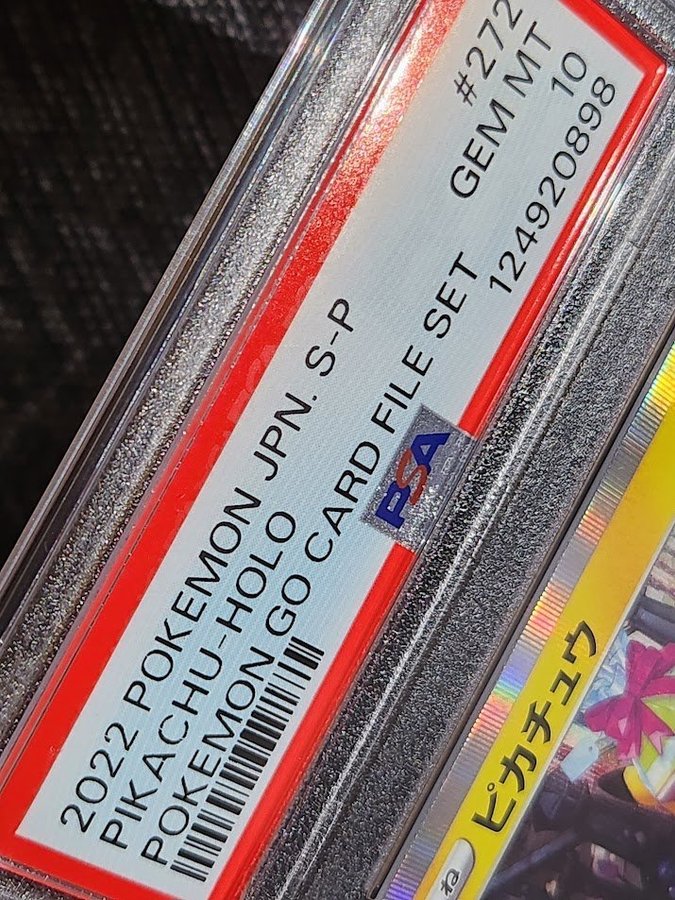 2022 POKEMON JPN. S-P #272
PIKACHU-HOLO GEM MT
POKEMON GO CARD FILE SET 10
124920898
PSA
ね
ピカチュウ